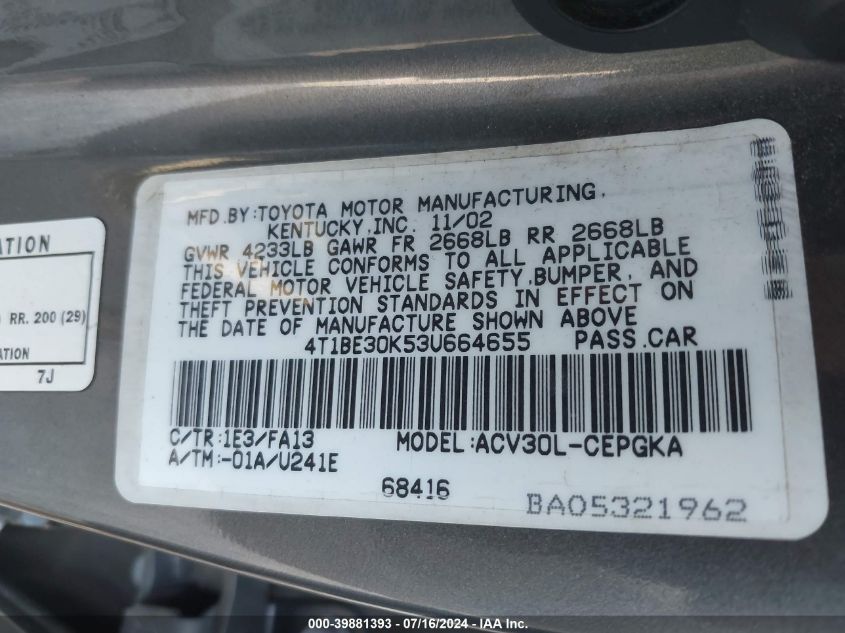 MFD.BY:TOYOTA MOTOR MANUFACTURING,
KENTUCKY,INC. 11/02
GVWR 4233LB GAWR FR 2668LB RR 2668LB
THIS VEHICLE CONFORMS TO ALL APPLICABLE
FEDERAL MOTOR VEHICLE SAFETY,BUMPER, AND
THEFT PREVENTION STANDARDS IN EFFECT ON
THE DATE OF MANUFACTURE SHOWN ABOVE
4T1BE30K53U664655 PASS.CAR
C/TR:1E3/FA13 MODEL:ACV30L-CEPGKA
A/TM:-01A/U241E
68416
BA05321962
ATION
RR. 200 (29)
ATION
7J
000-39881393 - 07/16/2024 - IAA Inc.